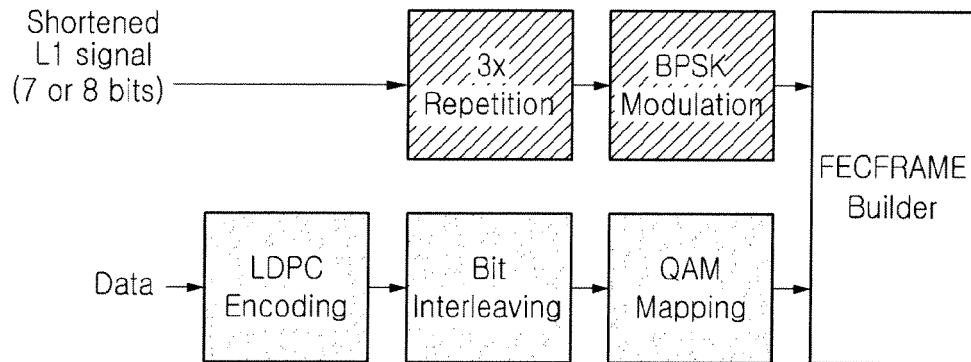 Shortened
L1 signal
(7 or 8 bits)
3x
Repetition
BPSK
Modulation
FECFRAME
Builder
Data
LDPC
Encoding
Bit
Interleaving
QAM
Mapping